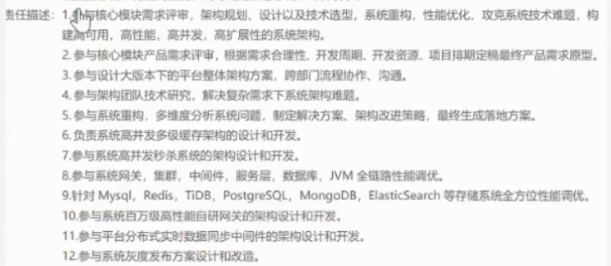 责任描述：1.参与核心模块需求评审，架构规划、设计以及技术选型，系统重构，性能优化，攻克系统技术难题，构
建高可用，高性能，高并发，高扩展性的系统架构。
2.参与核心模块产品需求评审，根据需求合理性、开发周期、开发资源、项目排期定稿最终产品需求原型。
3.参与设计大版本下的平台整体架构方案，跨部门流程协作、沟通。
4.参与架构团队技术研究，解决复杂需求下系统架构难题。
5.参与系统重构，多维度分析系统问题，制定解决方案、架构改进策略，最终生成落地方案。
6.负责系统高并发多级缓存架构的设计和开发。
7.参与系统高并发秒杀系统的架构设计和开发。
8.参与系统网关，集群，中间件，服务层，数据库，JVM 全链路性能调优。
9.针对 Mysql，Redis，TiDB，PostgreSQL，MongoDB，ElasticSearch 等存储系统全方位性能调优。
10.参与系统百万级高性能自研网关的架构设计和开发。
11.参与平台分布式实时数据同步中间件的架构设计和开发。
12.参与系统灰度发布方案设计和改造。